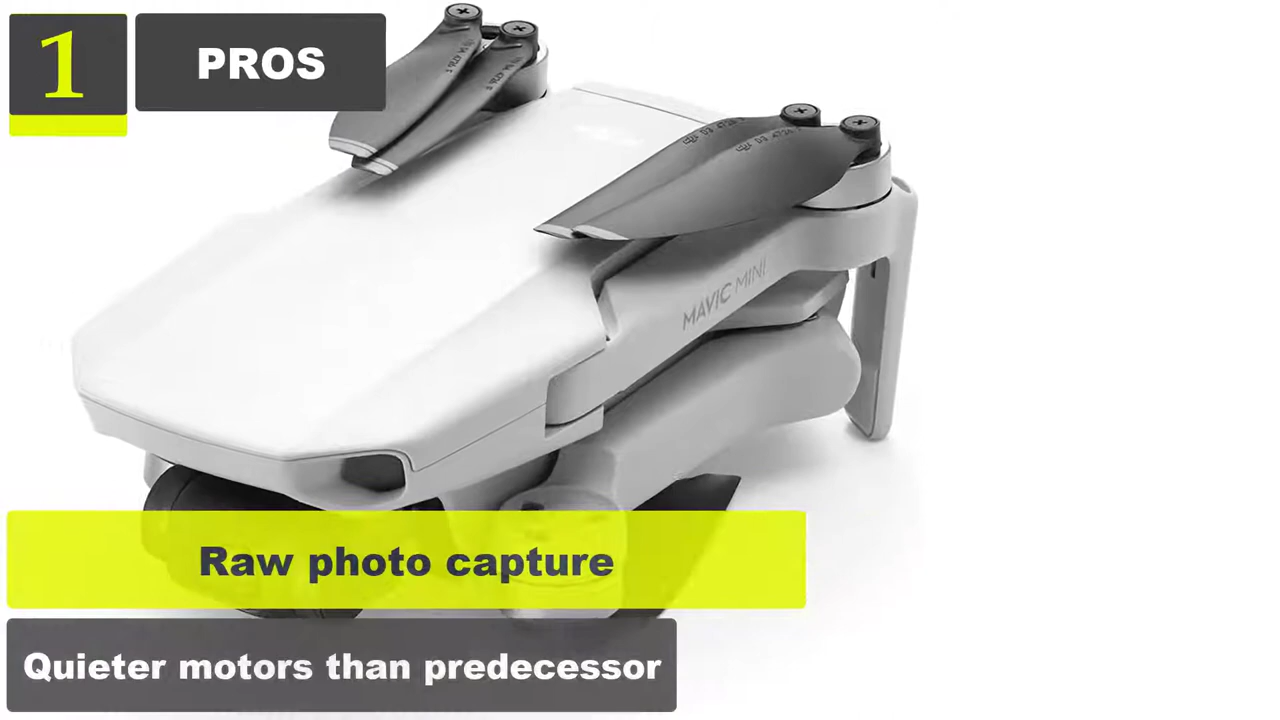 1
PROS
MAVIC MINI
Raw photo capture
Quieter motors than predecessor